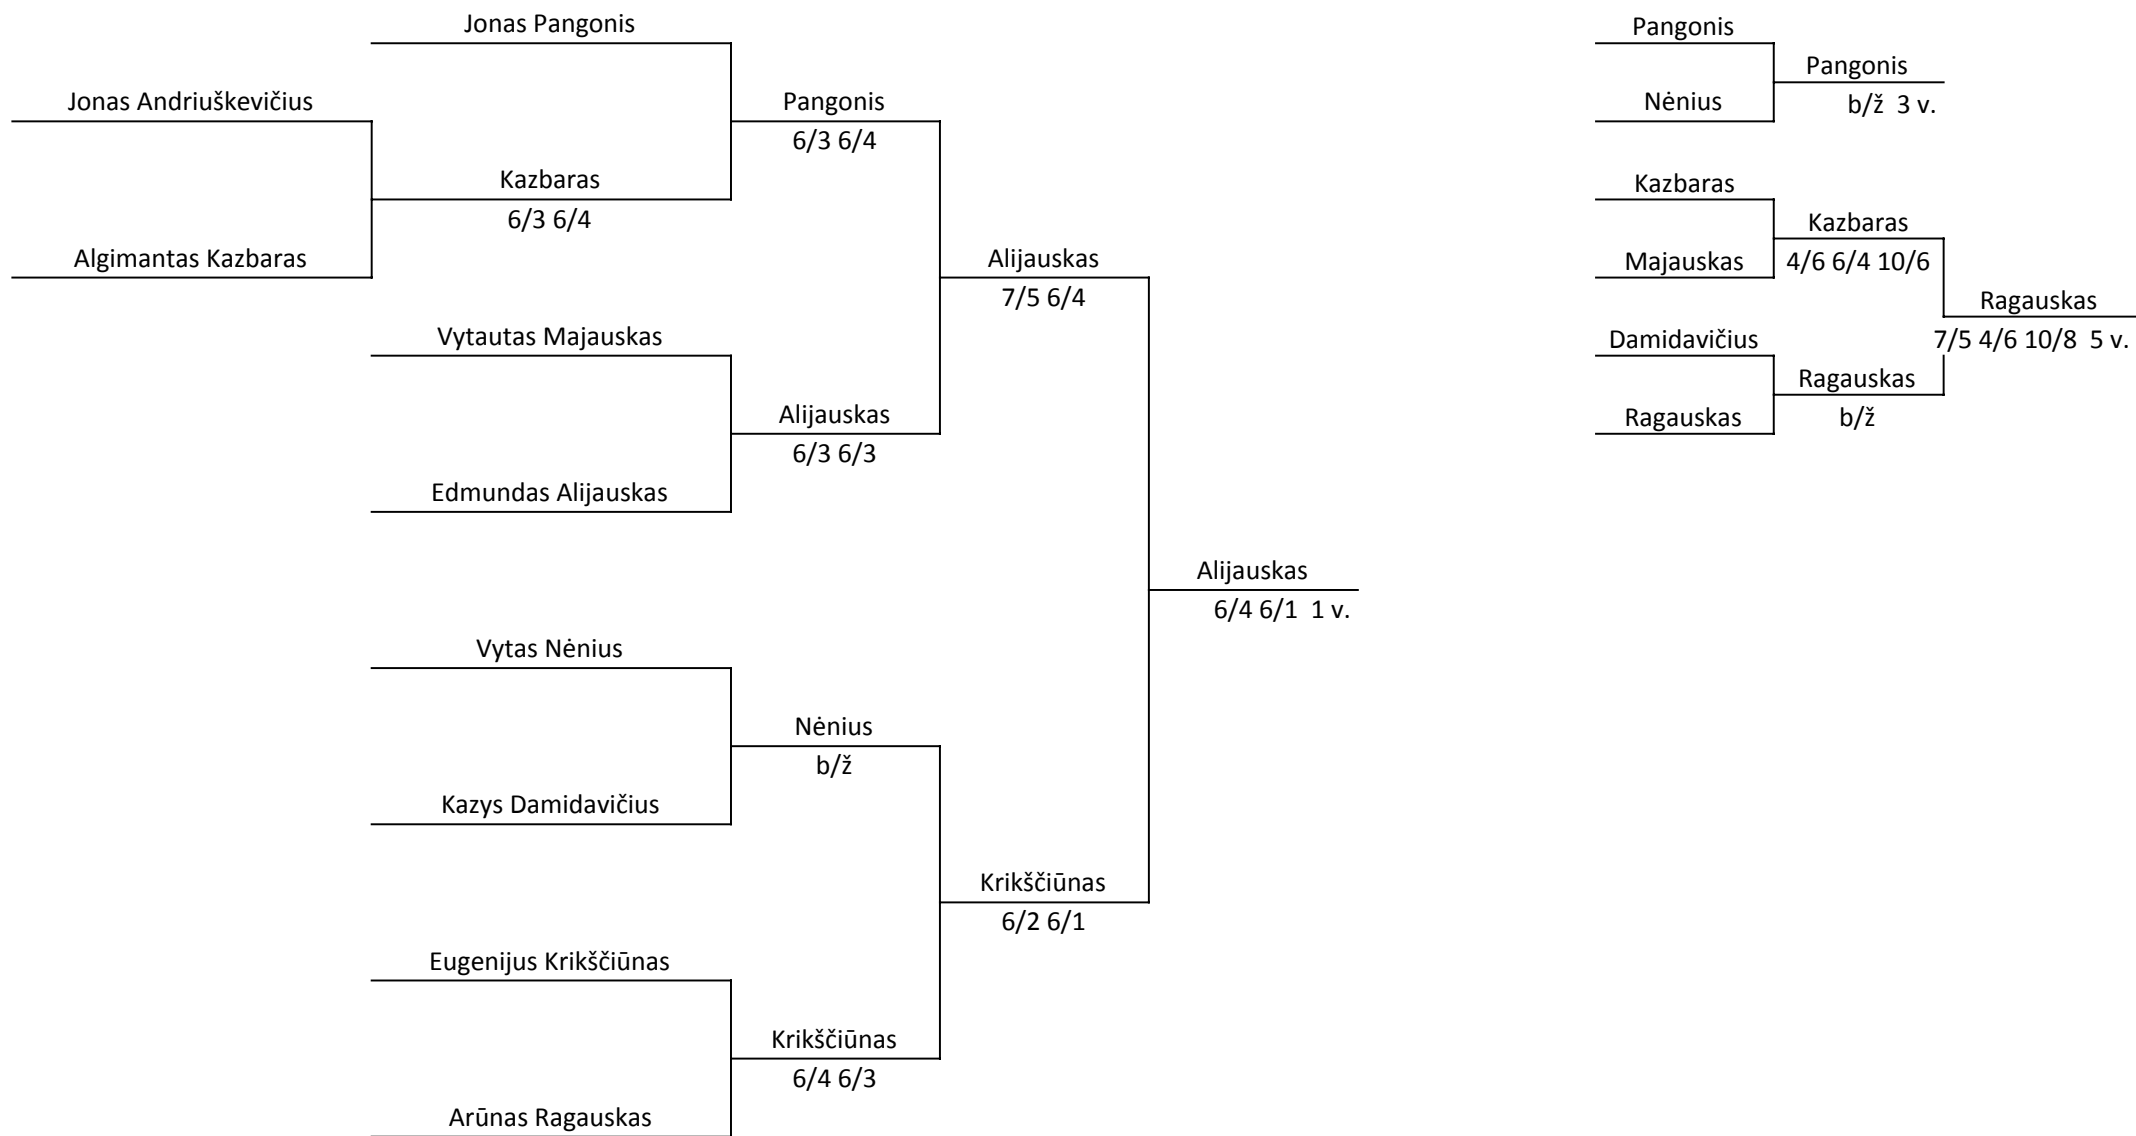 Jonas Pangonis
Jonas Andriuškevičius
Pangonis
6/3 6/4
Kazbaras
6/3 6/4
Algimantas Kazbaras
Alijauskas
7/5 6/4
Vytautas Majauskas
Alijauskas
6/3 6/3
Edmundas Alijauskas
Alijauskas
6/4 6/1 1 v.
Vytas Nėnius
Nėnius
b/ž
Kazys Damidavičius
Krikščiūnas
6/2 6/1
Eugenijus Krikščiūnas
Krikščiūnas
6/4 6/3
Arūnas Ragauskas
Pangonis
Pangonis
Nėnius
b/ž 3 v.
Kazbaras
Kazbaras
Majauskas
4/6 6/4 10/6
Ragauskas
Damidavičius
7/5 4/6 10/8 5 v.
Ragauskas
Ragauskas
b/ž